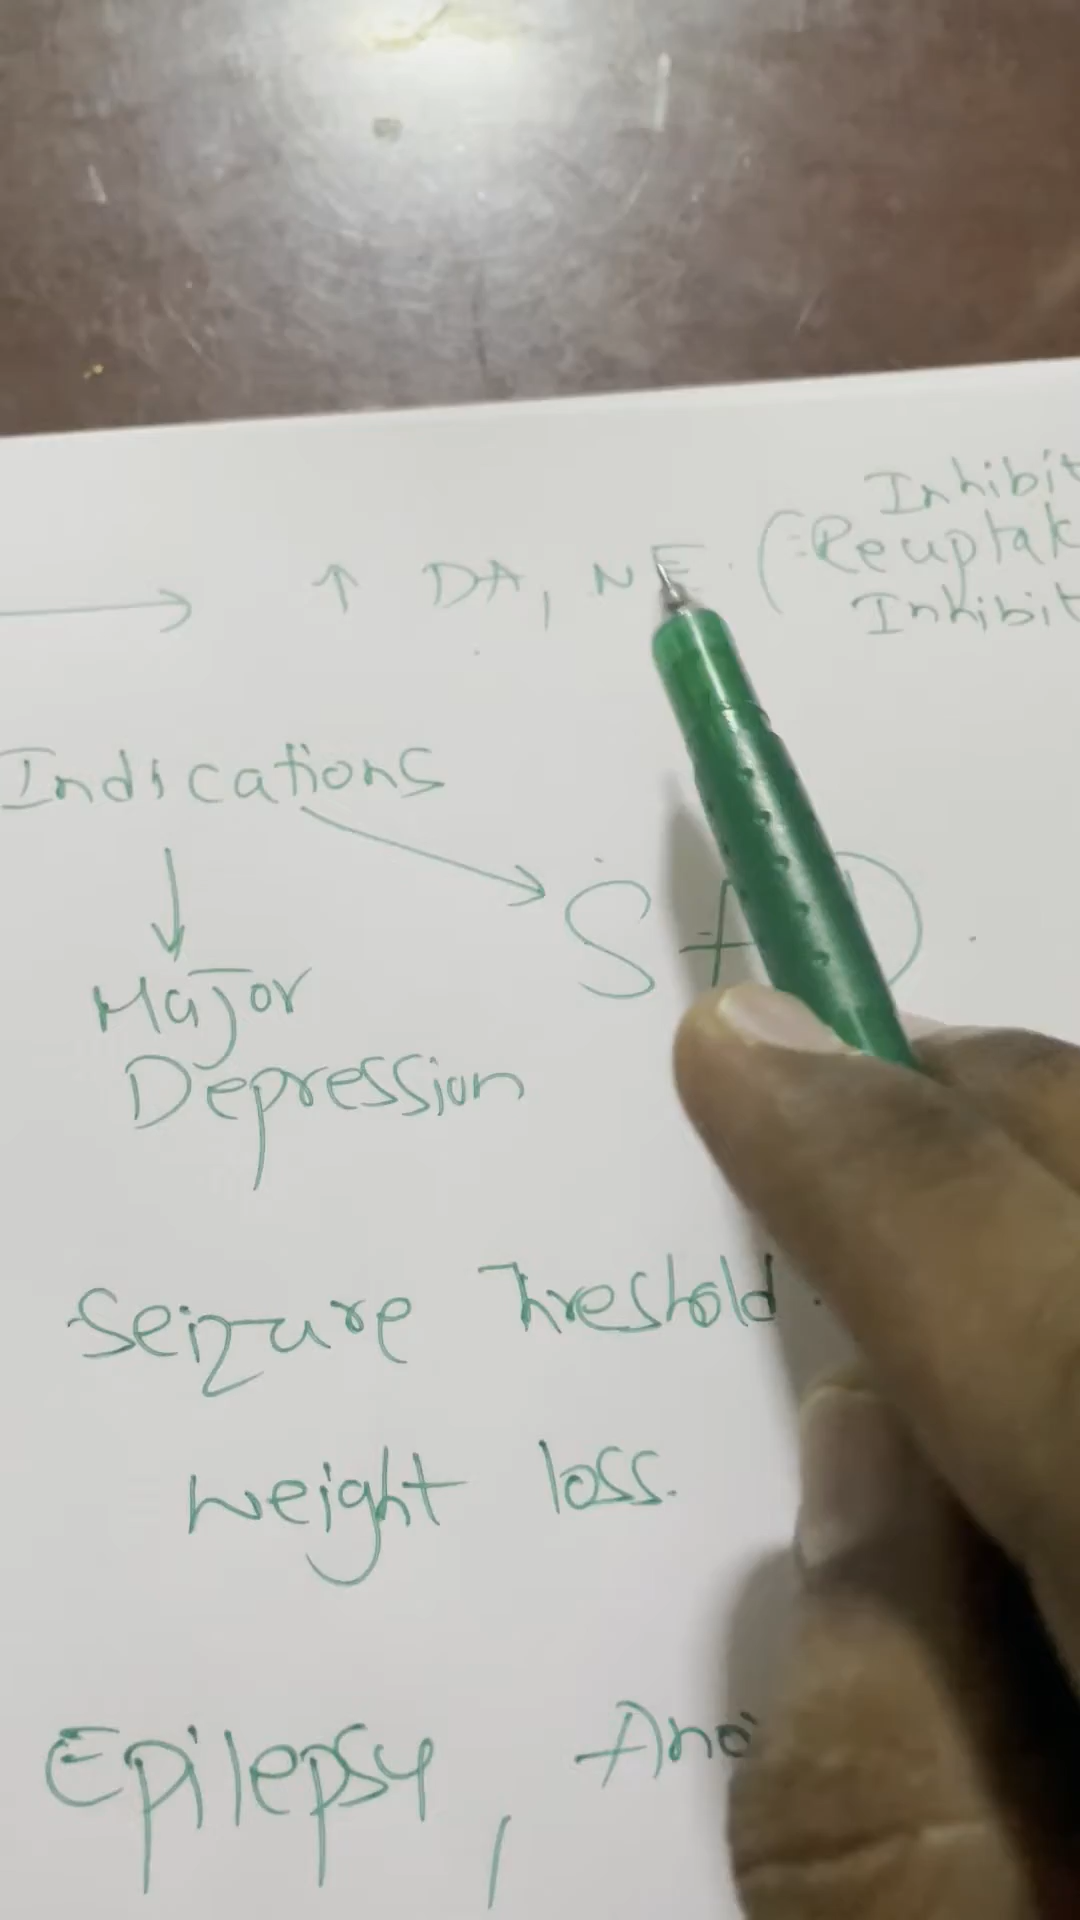 Inhibit
↑ DA, NE (Reuptak
Inhibit
Indications
Major
Depression
Seizure Threshold.
weight loss.
Epilepsy,